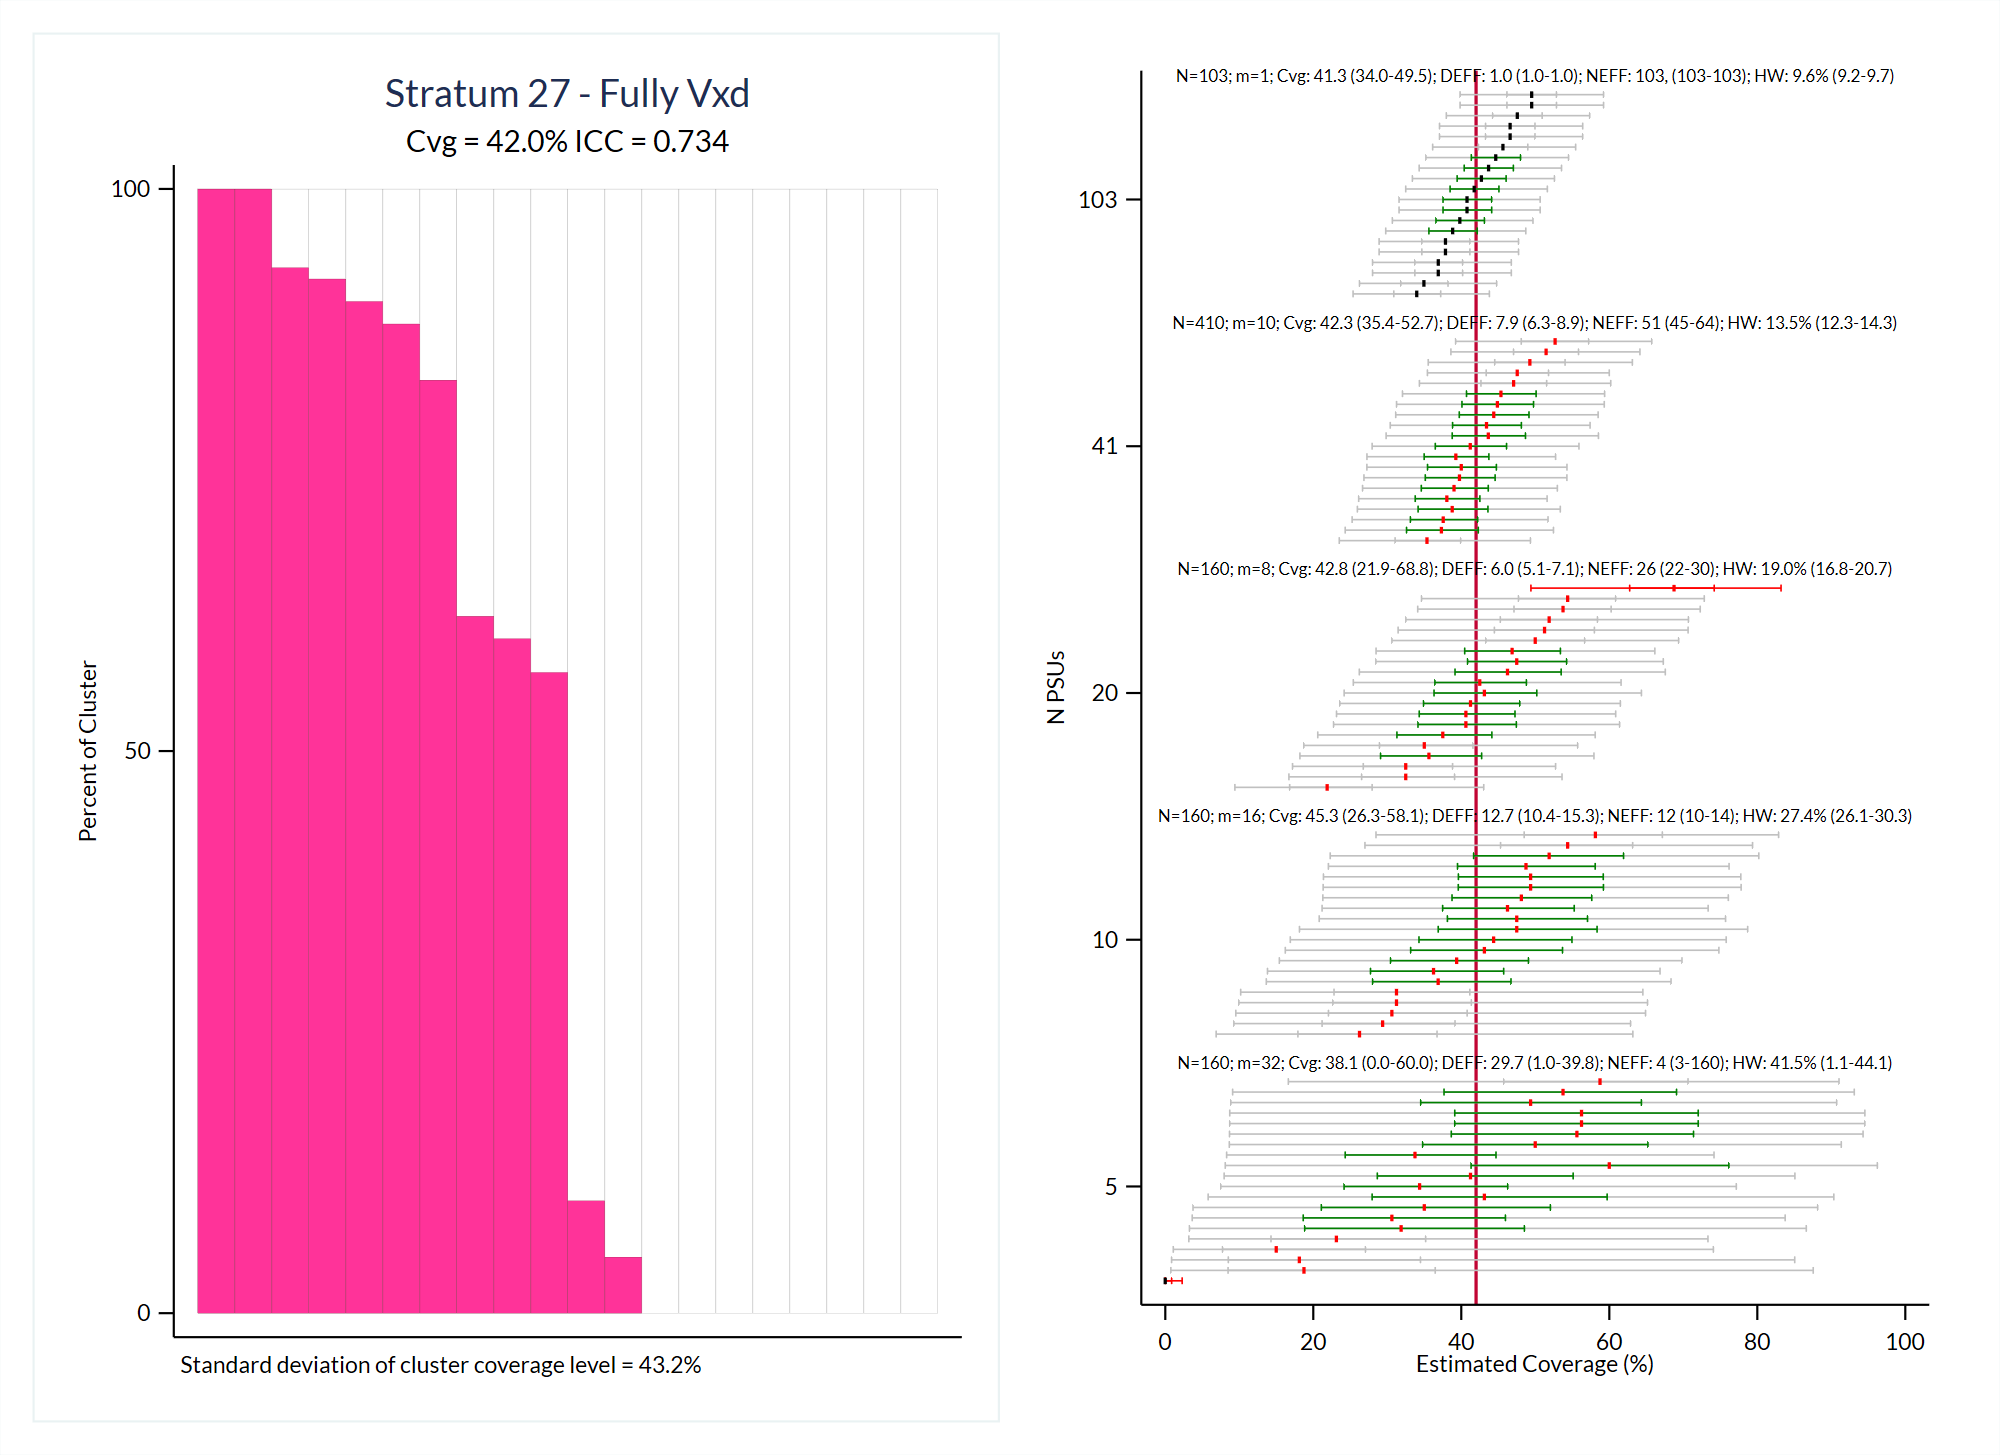 Stratum 27 - Fully Vxd
Cvg = 42.0% ICC = 0.734
100
50
0
Percent of Cluster
Standard deviation of cluster coverage level = 43.2%
N=103; m=1; Cvg: 41.3 (34.0-49.5); DEFF: 1.0 (1.0-1.0); NEFF: 103, (103-103); HW: 9.6% (9.2-9.7)
103
N=410; m=10; Cvg: 42.3 (35.4-52.7); DEFF: 7.9 (6.3-8.9); NEFF: 51 (45-64); HW: 13.5% (12.3-14.3)
41
N=160; m=8; Cvg: 42.8 (21.9-68.8); DEFF: 6.0 (5.1-7.1); NEFF: 26 (22-30); HW: 19.0% (16.8-20.7)
N PSUs
20
N=160; m=16; Cvg: 45.3 (26.3-58.1); DEFF: 12.7 (10.4-15.3); NEFF: 12 (10-14); HW: 27.4% (26.1-30.3)
10
N=160; m=32; Cvg: 38.1 (0.0-60.0); DEFF: 29.7 (1.0-39.8); NEFF: 4 (3-160); HW: 41.5% (1.1-44.1)
5
0 20 40 60 80 100
Estimated Coverage (%)